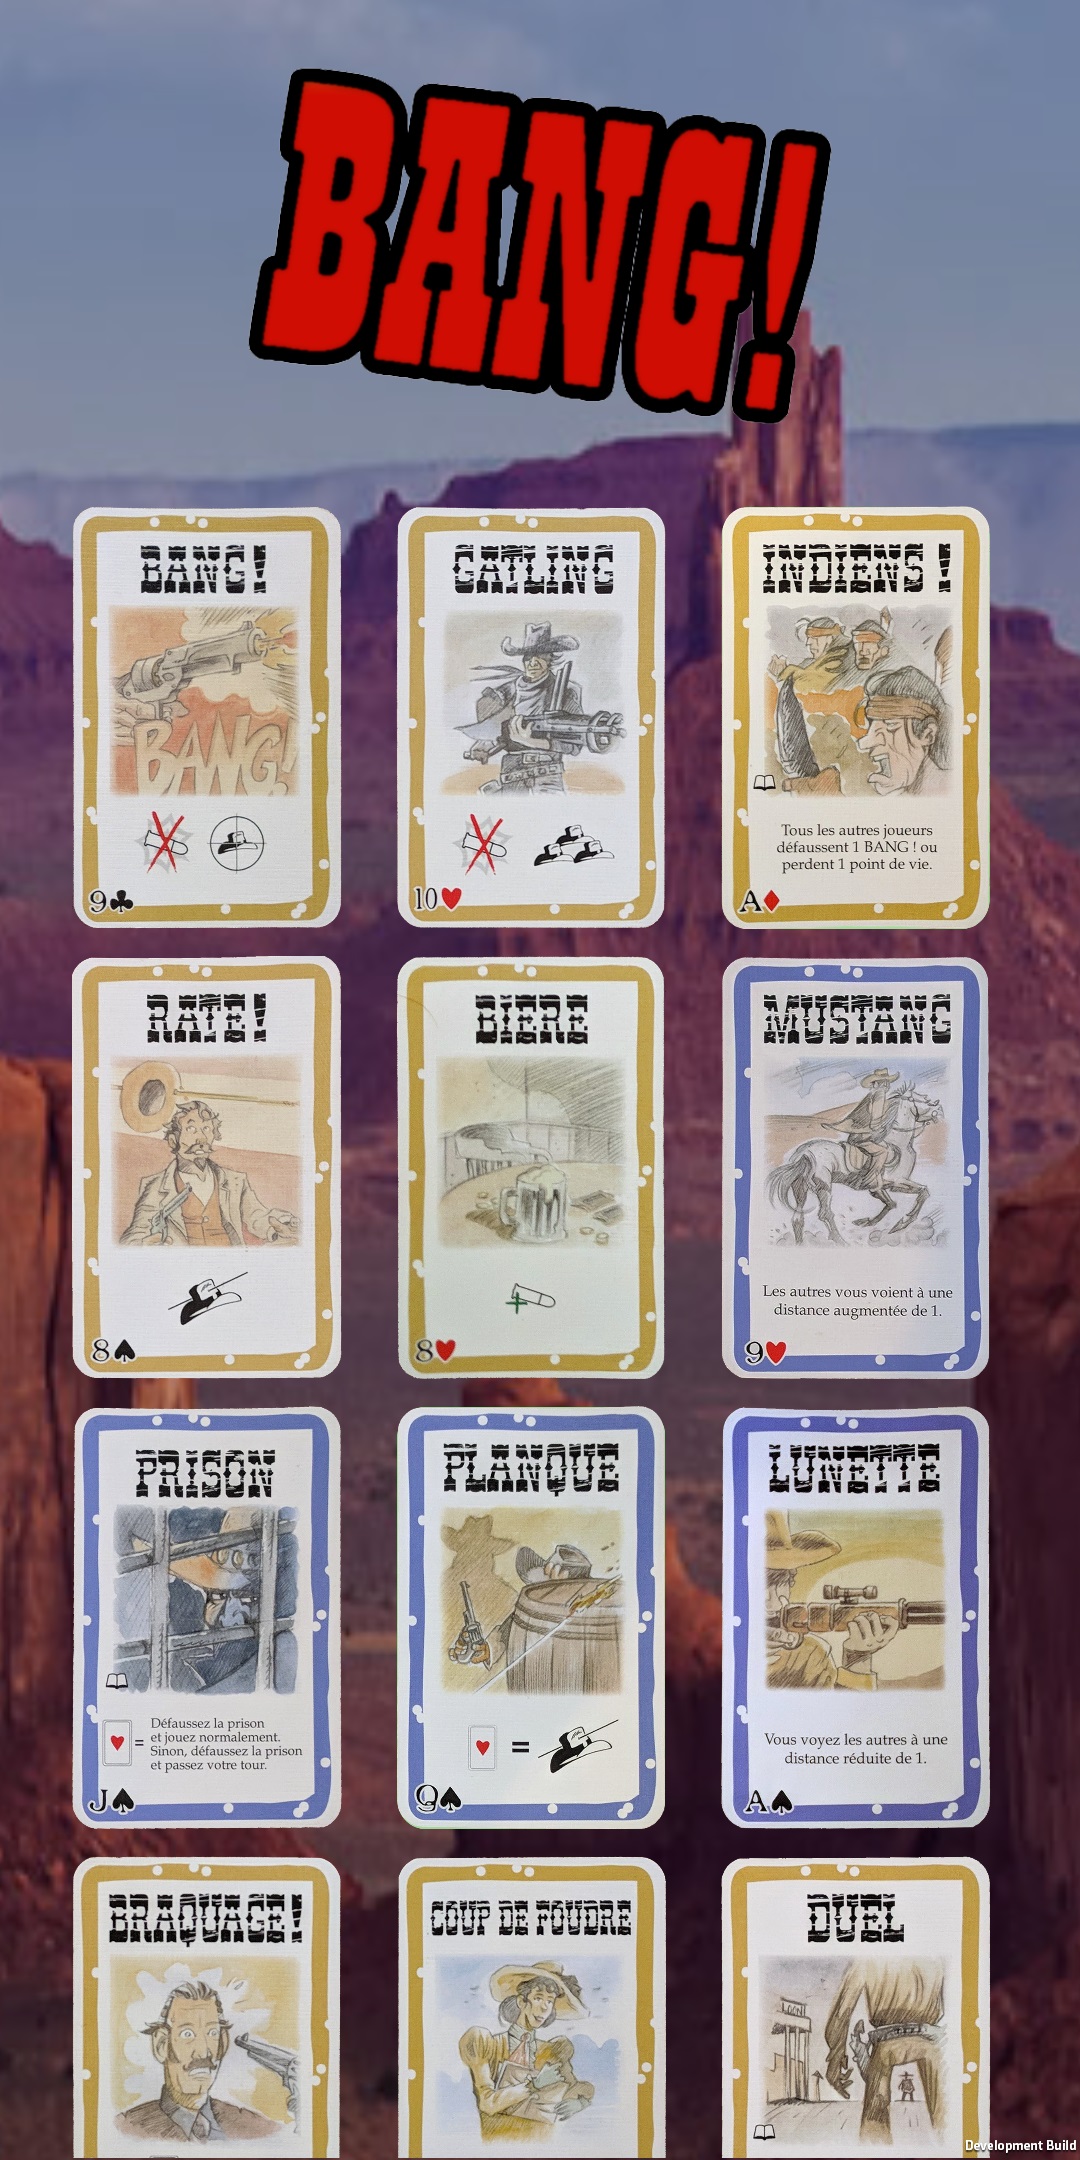 BANG!
BANG!
GATLING
INDIENS !
BANG!
Tous les autres joueurs
défaussent 1 BANG ! ou
perdent 1 point de vie.
9♣
10♥
A♦
RATE!
BIERE
MUSTANG
Les autres vous voient à une
distance augmentée de 1.
8♠
8♥
9♥
PRISON
PLANQUE
LUNETTE
=
Défaussez la prison
et jouez normalement.
Sinon, défaussez la prison
et passez votre tour.
=
Vous voyez les autres à une
distance réduite de 1.
J♠
Q♠
A♠
BRAQUAGE!
COUP DE FOUDRE
DUEL
Development Build